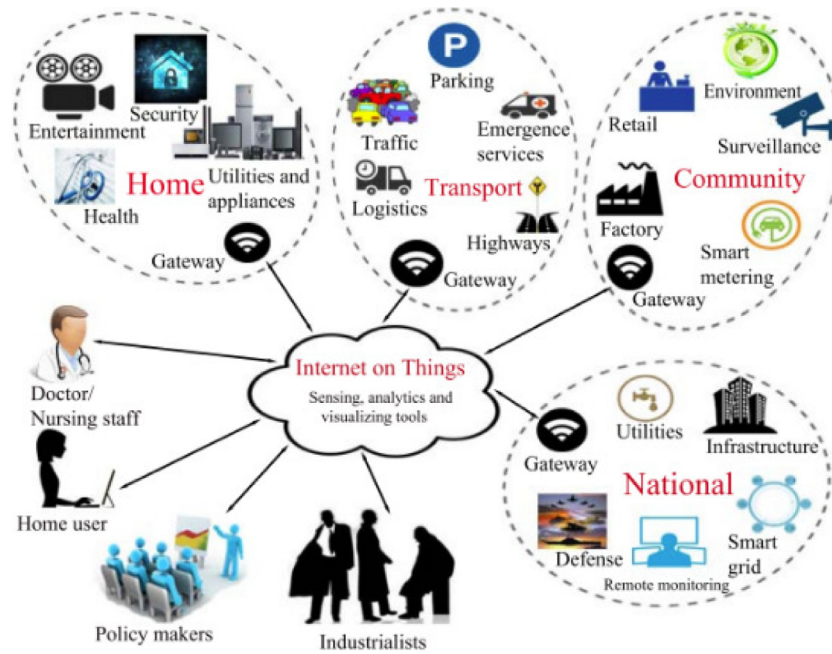 Entertainment
Security
Health
Home
Utilities and
appliances
Gateway
P
Parking
Traffic
Emergence
services
Logistics
Transport
Highways
Gateway
Environment
Retail
Surveillance
Community
Factory
Smart
metering
Gateway
Internet on Things
Sensing, analytics and
visualizing tools
Doctor/
Nursing staff
Home user
Policy makers
Industrialists
Gateway
Utilities
Infrastructure
National
Defense
Remote monitoring
Smart
grid